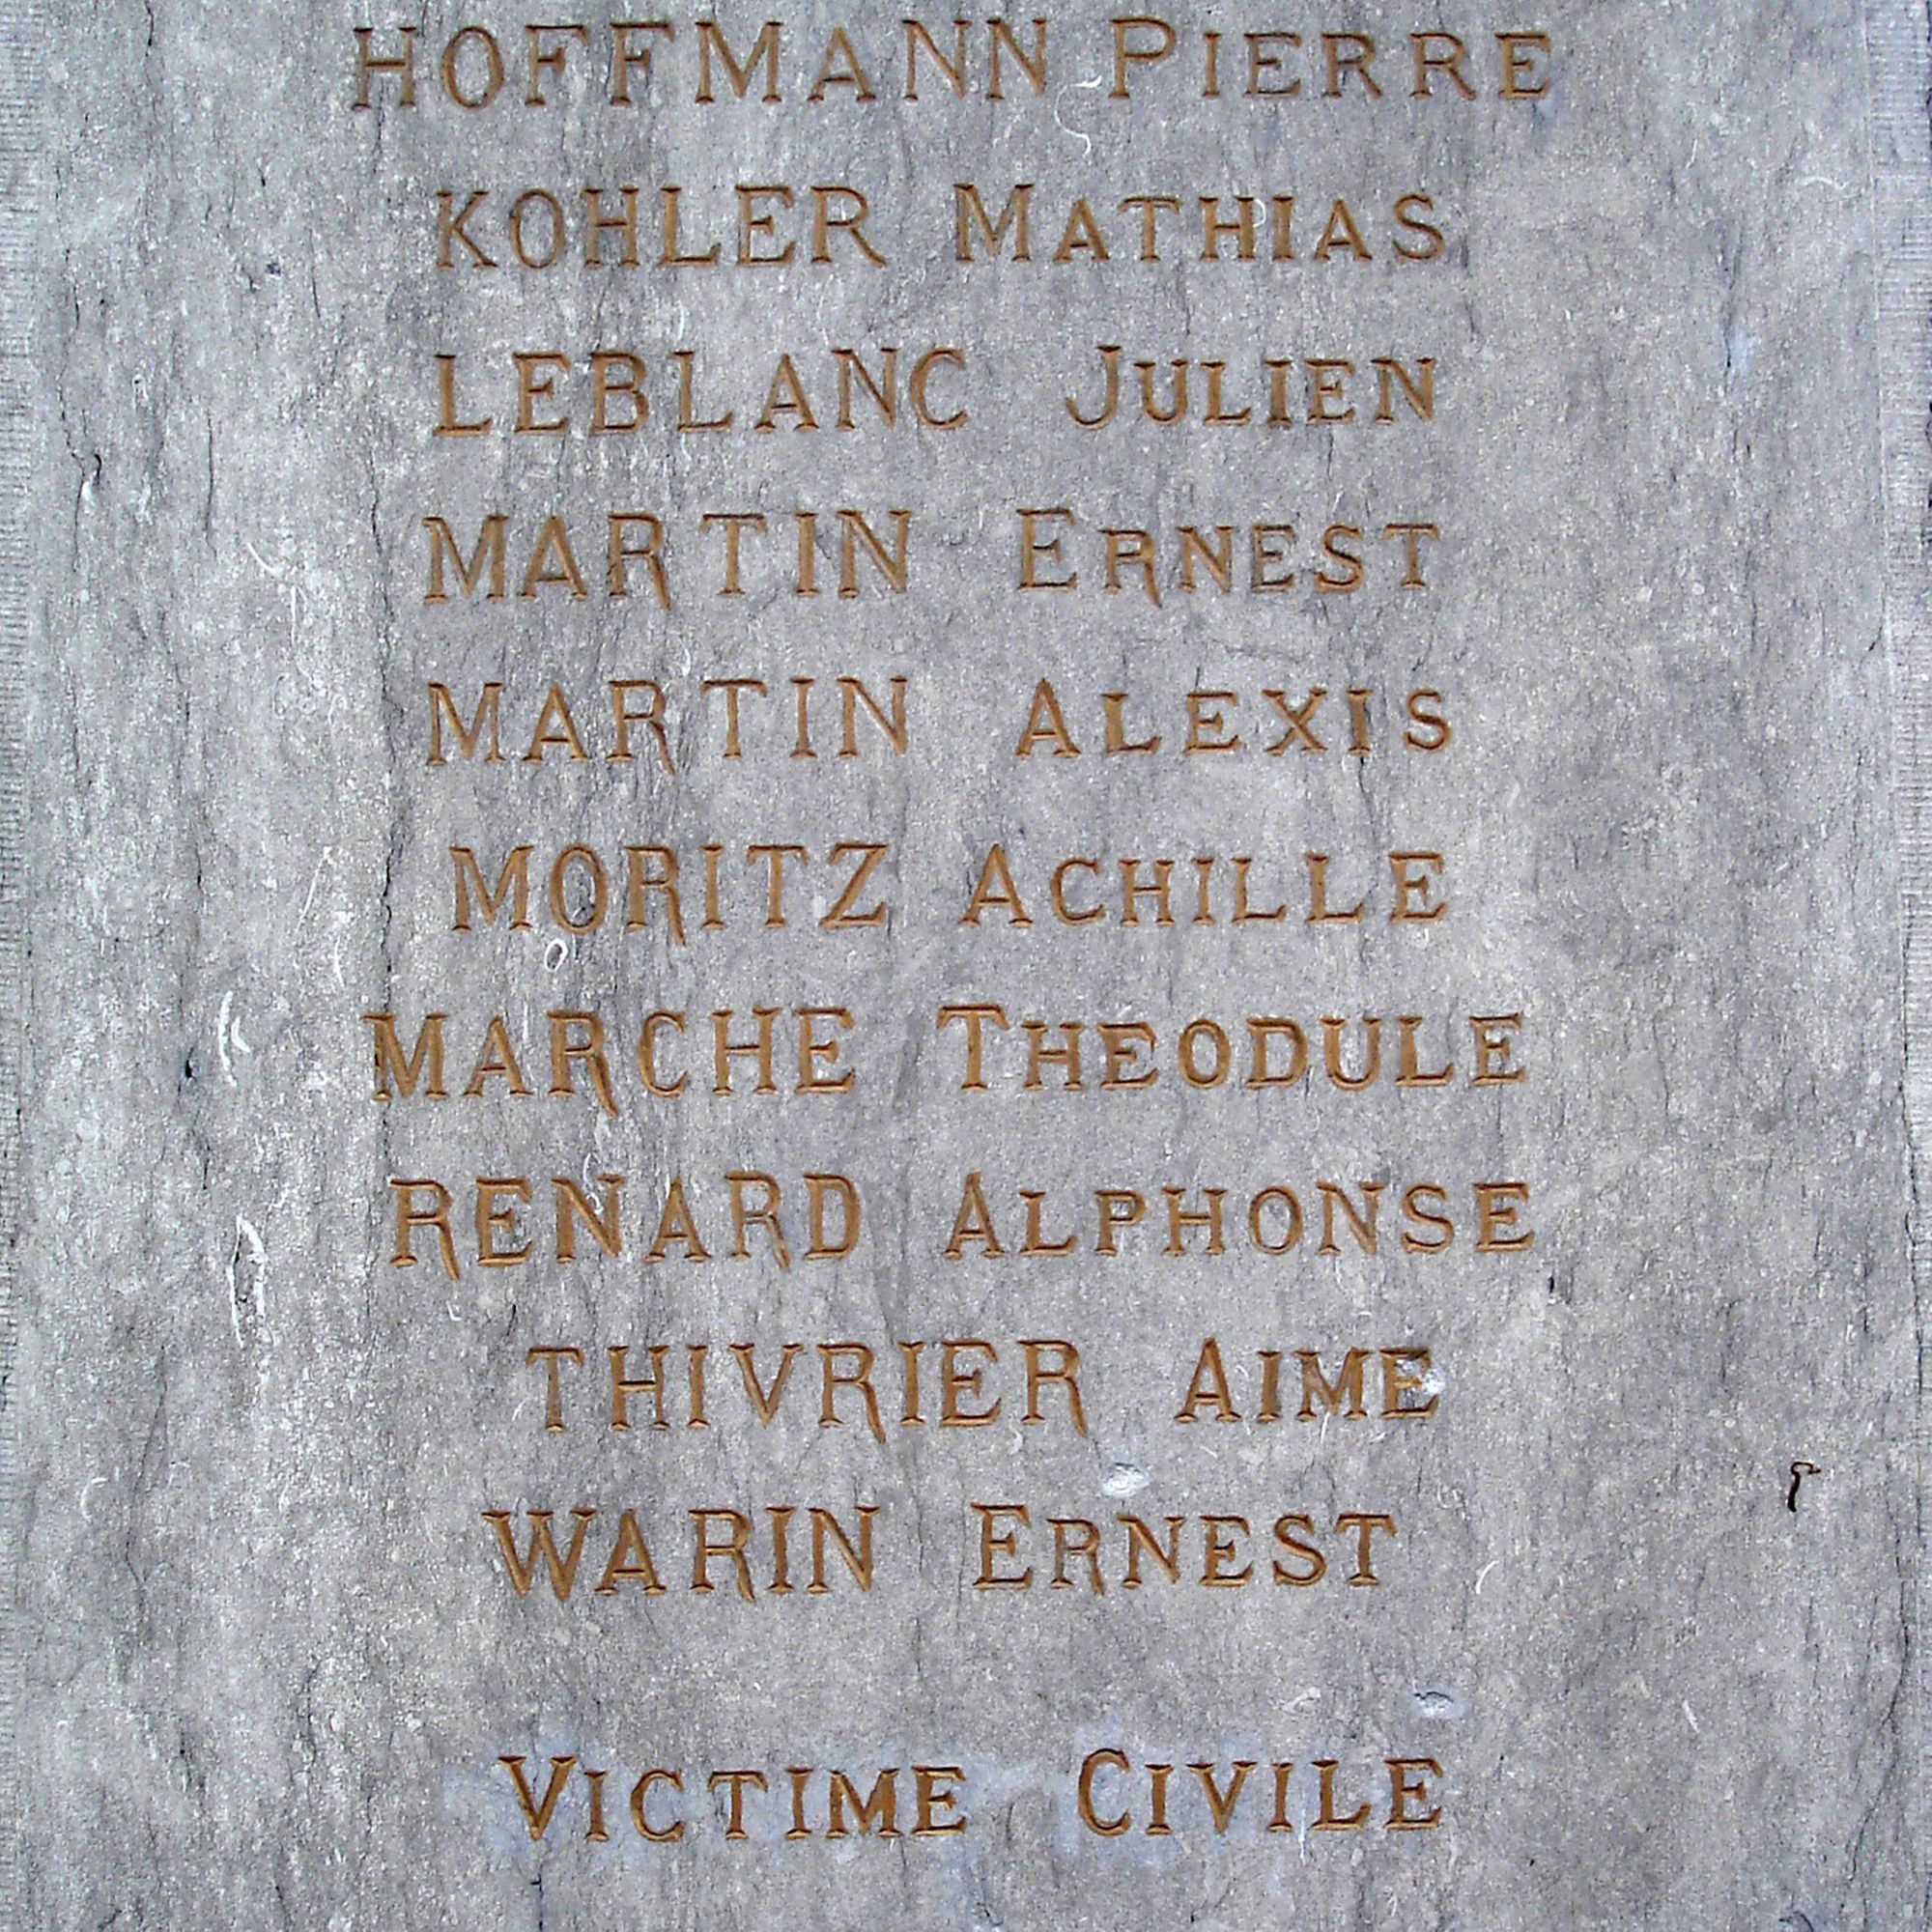 HOFFMANN PIERRE
KOHLER MATHIAS
LEBLANC JULIEN
MARTIN ERNEST
MARTIN ALEXIS
MORITZ ACHILLE
MARCHE THEODULE
RENARD ALPHONSE
THIVRIER AIME
WARIN ERNEST
VICTIME CIVILE